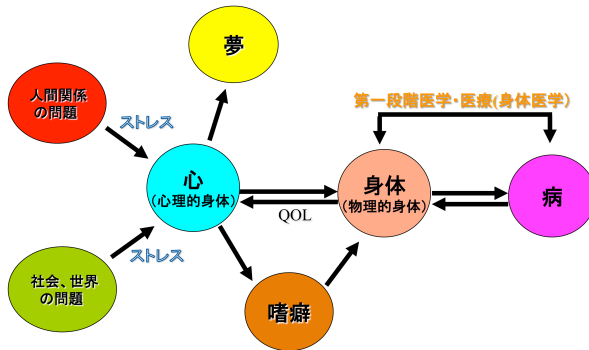 夢
人間関係
の問題
第一段階医学・医療(身体医学)
ストレス
心
(心理的身体)
身体
(物理的身体)
病
QOL
ストレス
社会、世界
の問題
嗜癖